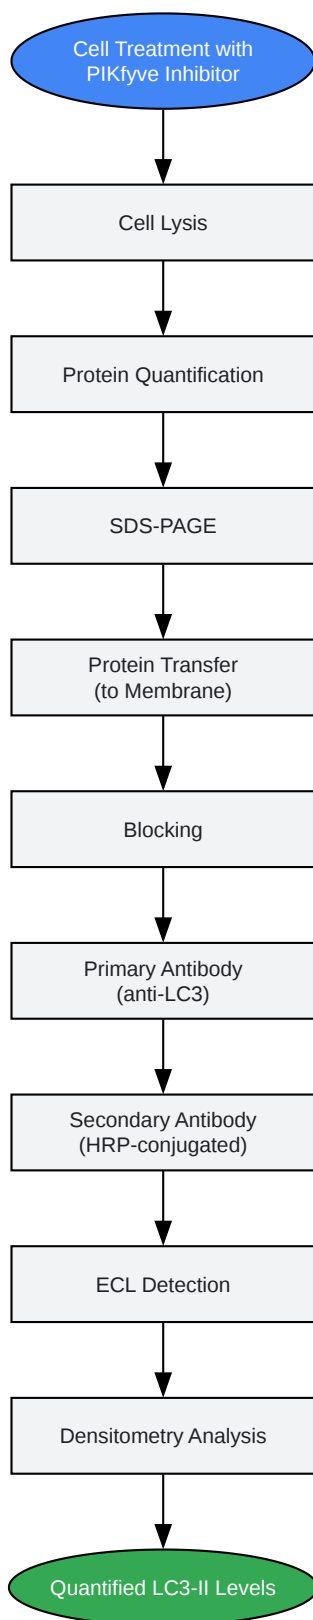 Cell Treatment with
PIKfyve Inhibitor
Cell Lysis
Protein Quantification
SDS-PAGE
Protein Transfer
(to Membrane)
Blocking
Primary Antibody
(anti-LC3)
Secondary Antibody
(HRP-conjugated)
ECL Detection
Densitometry Analysis
Quantified LC3-II Levels